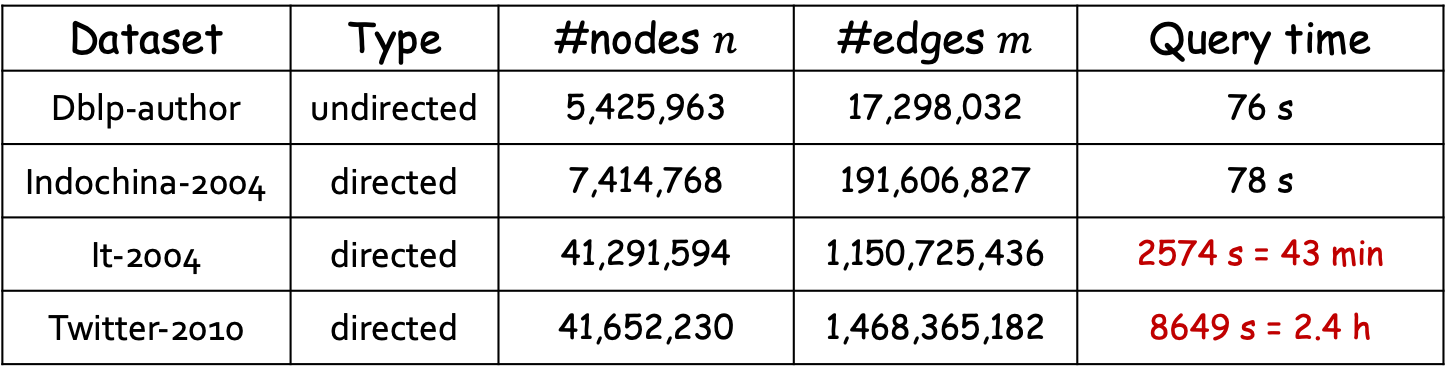 Dataset Type #nodes n #edges m Query time
Dblp-author undirected 5,425,963 17,298,032 76 s
Indochina-2004 directed 7,414,768 191,606,827 78 s
It-2004 directed 41,291,594 1,150,725,436 2574 s = 43 min
Twitter-2010 directed 41,652,230 1,468,365,182 8649 s = 2.4 h